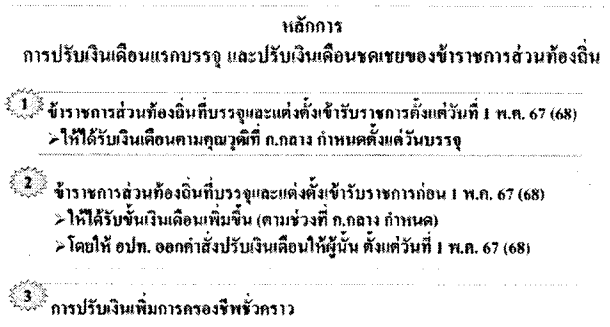 หลักการ
การปรับเงินเดือนแรกบรรจุ และปรับเงินเดือนชดเชยของข้าราชการส่วนท้องถิ่น
1 ข้าราชการส่วนท้องถิ่นที่บรรจุและแต่งตั้งเข้ารับราชการตั้งแต่วันที่ 1 พ.ค. 67 (68)
➢ให้ได้รับเงินเดือนตามคุณวุฒิที่ ก.กลาง กำหนดตั้งแต่วันบรรจุ
2 ข้าราชการส่วนท้องถิ่นที่บรรจุและแต่งตั้งเข้ารับราชการก่อน 1 พ.ค. 67 (68)
➢ให้ได้รับขั้นเงินเดือนเพิ่มขึ้น (ตามช่วงที่ ก.กลาง กำหนด)
➢โดยให้ อปท. ออกคำสั่งปรับเงินเดือนให้ผู้นั้น ตั้งแต่วันที่ 1 พ.ค. 67 (68)
3 การปรับเงินเพิ่มการครองชีพชั่วคราว